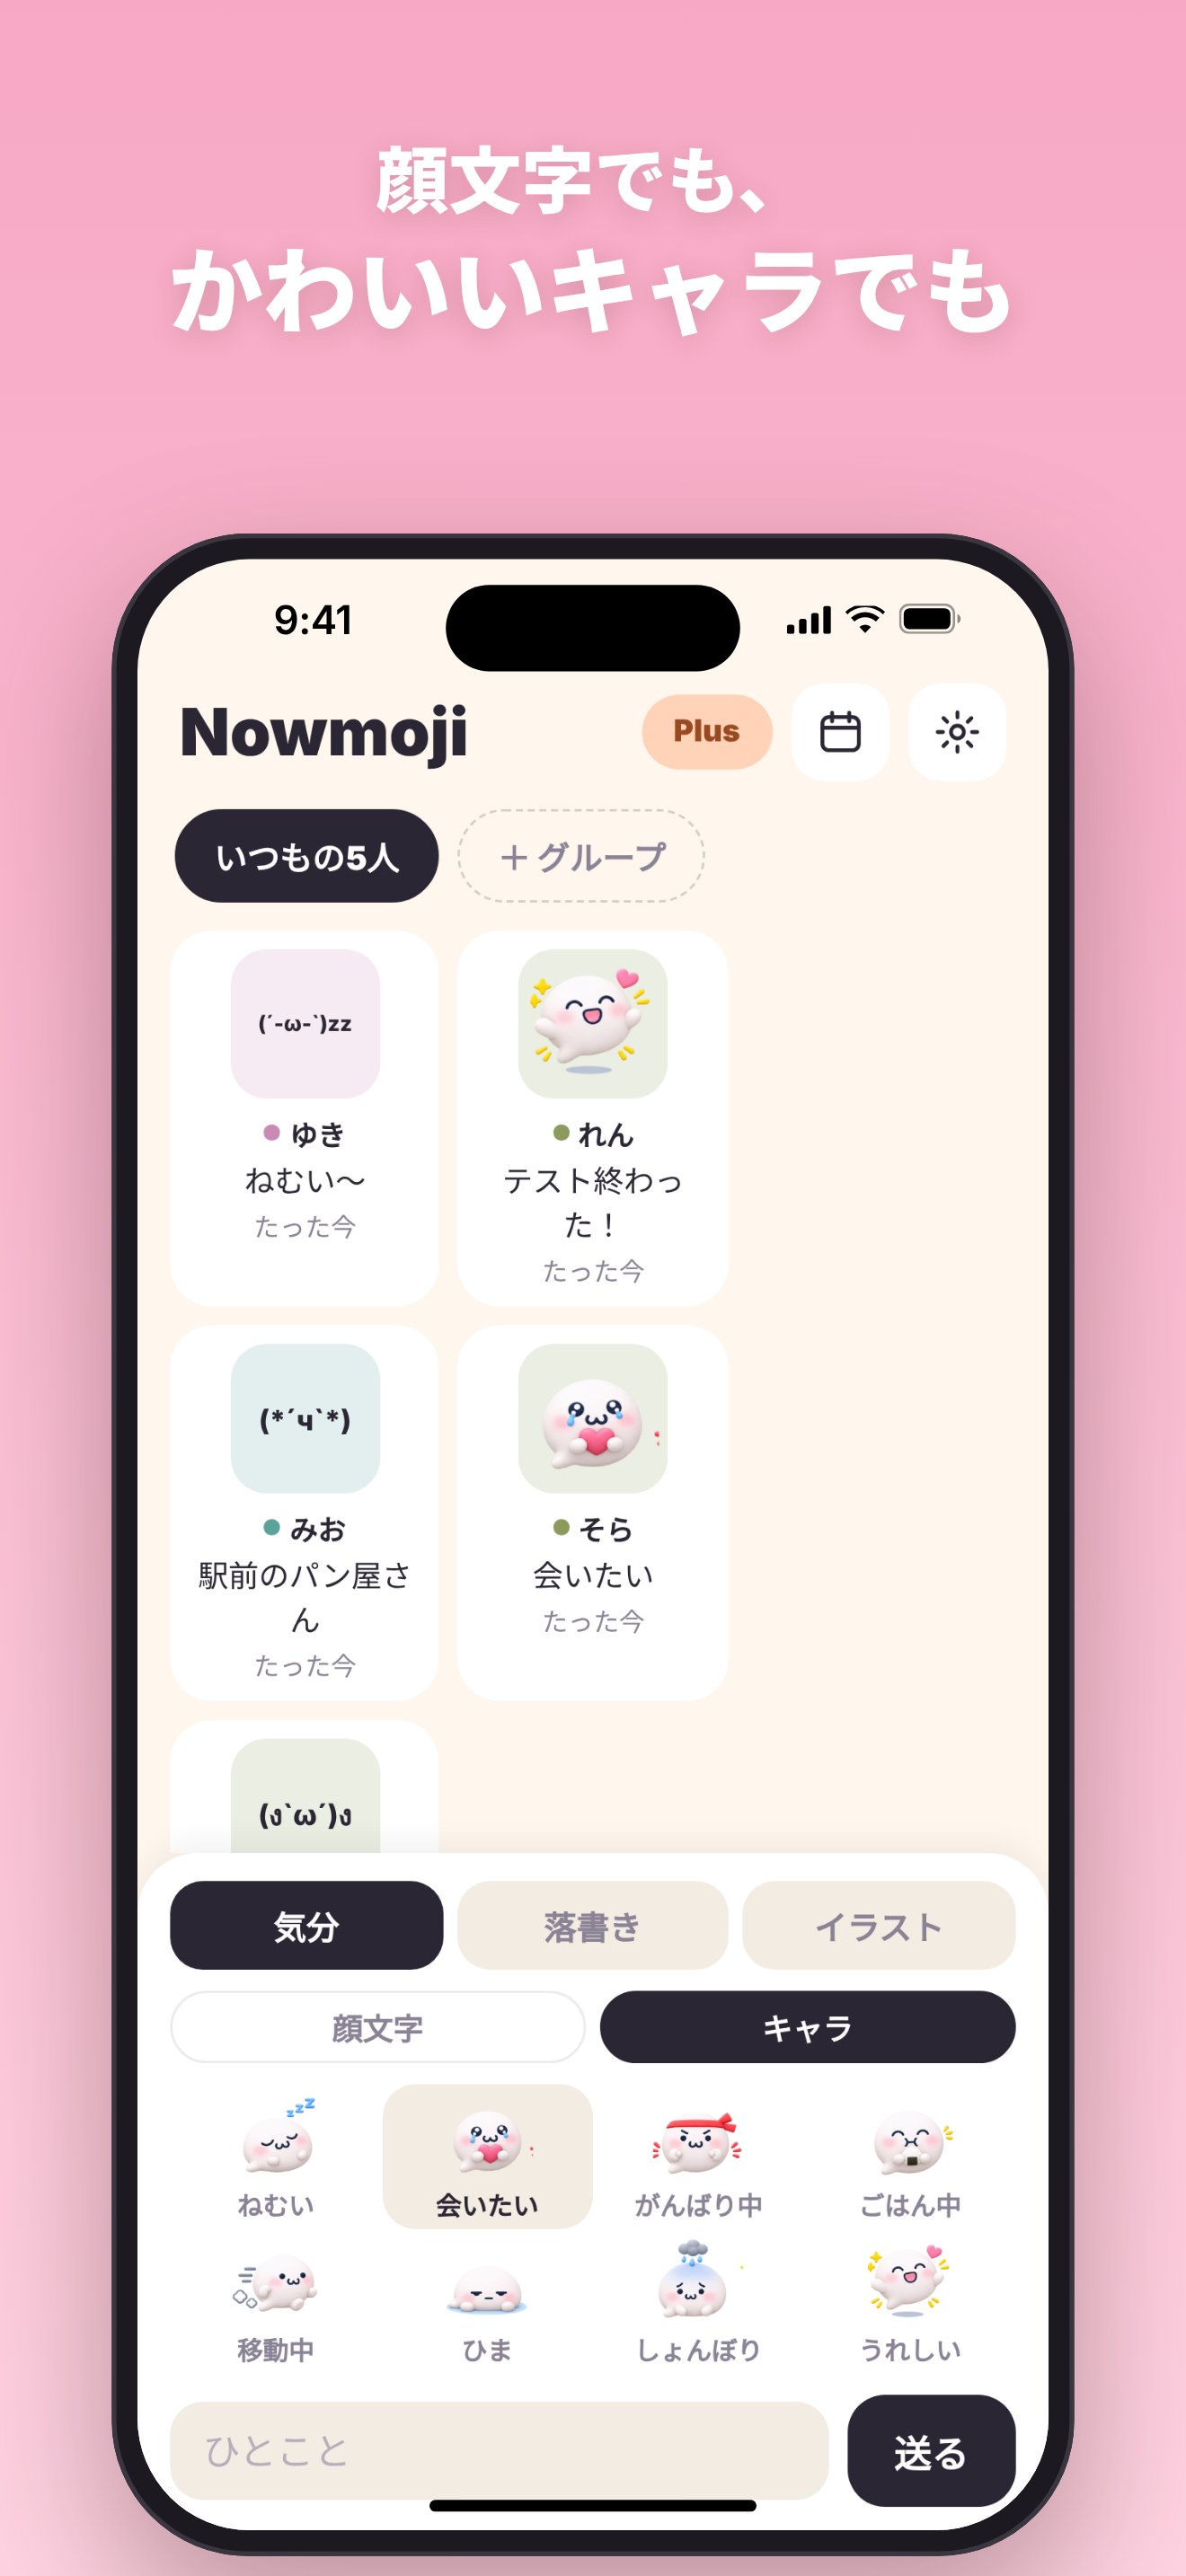 顔文字でも、
かわいいキャラでも
9:41
Nowmoji
Plus
いつもの5人
＋ グループ
(´-ω-`)zz
ゆき
ねむい〜
たった今
れん
テスト終わっ
た！
たった今
(*´ч`*)
みお
駅前のパン屋さ
ん
たった今
そら
会いたい
たった今
(ง`ω´)ง
気分
落書き
イラスト
顔文字
キャラ
zzz
ねむい
会いたい
がんばり中
ごはん中
移動中
ひま
しょんぼり
うれしい
ひとこと
送る